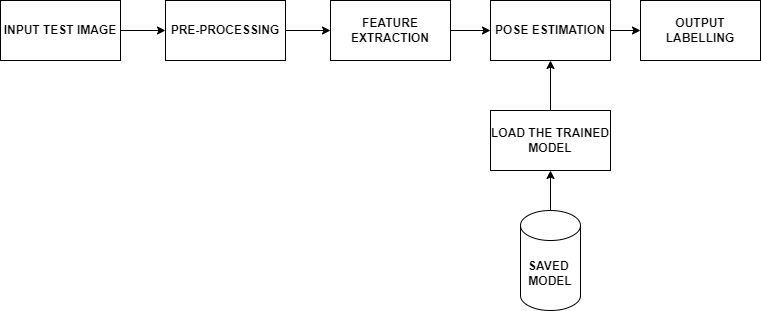 INPUT TEST IMAGE
PRE-PROCESSING
FEATURE
EXTRACTION
POSE ESTIMATION
OUTPUT
LABELLING
LOAD THE TRAINED
MODEL
SAVED
MODEL